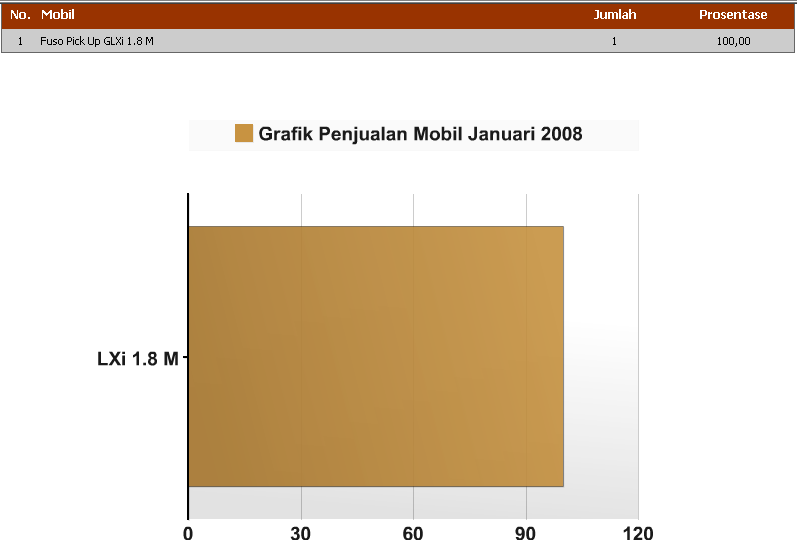 No. Mobil Jumlah Prosentase
1 Fuso Pick Up GLXi 1.8 M 1 100,00
Grafik Penjualan Mobil Januari 2008
LXi 1.8 M
0 30 60 90 120